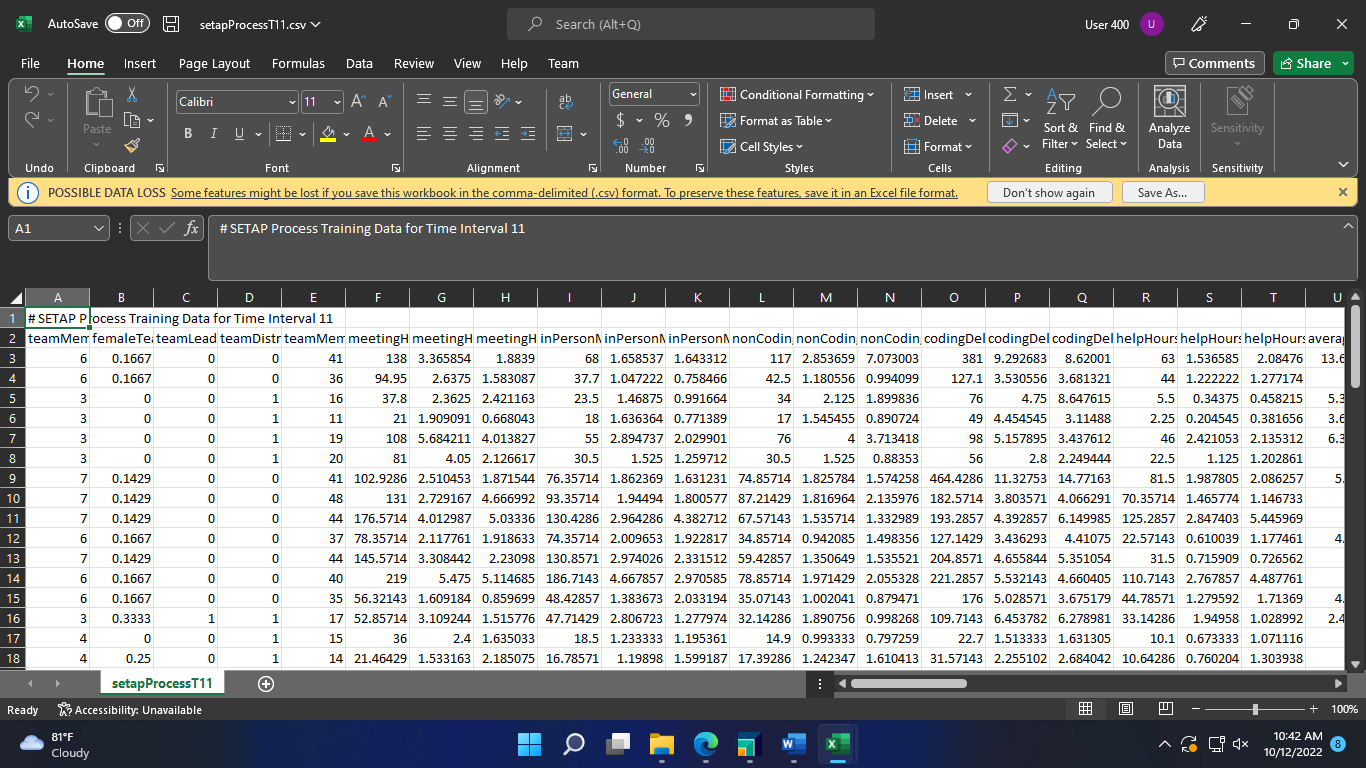 AutoSave Off setapProcessT11.csv Search (Alt+Q) User 400 U
File Home Insert Page Layout Formulas Data Review View Help Team Comments Share
Calibri 11 General Conditional Formatting Insert
Paste B I U A $ % Format as Table Delete Sort & Filter Find & Select Analyze Data Sensitivity
Cell Styles Format
Undo Clipboard Font Alignment Number Styles Cells Editing Analysis Sensitivity
POSSIBLE DATA LOSS Some features might be lost if you save this workbook in the comma-delimited (.csv) format. To preserve these features, save it in an Excel file format. Don't show again Save As...
A1 fx # SETAP Process Training Data for Time Interval 11
A B C D E F G H I J K L M N O P Q R S T U
1 # SETAP Process Training Data for Time Interval 11
2 teamMem femaleTea teamLead teamDistr teamMem meetingH meetingH meetingH inPersonM inPersonM inPersonM nonCodin nonCodin nonCodin codingDel codingDel codingDel helpHours helpHours helpHours averag
3 6 0.1667 0 0 41 138 3.365854 1.8839 68 1.658537 1.643312 117 2.853659 7.073003 381 9.292683 8.62001 63 1.536585 2.08476 13.6
4 6 0.1667 0 0 36 94.95 2.6375 1.583087 37.7 1.047222 0.758466 42.5 1.180556 0.994099 127.1 3.530556 3.681321 44 1.222222 1.277174
5 3 0 0 1 16 37.8 2.3625 2.421163 23.5 1.46875 0.991664 34 2.125 1.899836 76 4.75 8.647615 5.5 0.34375 0.458215 5.3
6 3 0 0 1 11 21 1.909091 0.668043 18 1.636364 0.771389 17 1.545455 0.890724 49 4.454545 3.11488 2.25 0.204545 0.381656 3.6
7 3 0 0 1 19 108 5.684211 4.013827 55 2.894737 2.029901 76 4 3.713418 98 5.157895 3.437612 46 2.421053 2.135312 6.3
8 3 0 0 1 20 81 4.05 2.126617 30.5 1.525 1.259712 30.5 1.525 0.88353 56 2.8 2.249444 22.5 1.125 1.202861
9 7 0.1429 0 0 41 102.9286 2.510453 1.871544 76.35714 1.862369 1.631231 74.85714 1.825784 1.574258 464.4286 11.32753 14.77163 81.5 1.987805 2.086257 5.
10 7 0.1429 0 0 48 131 2.729167 4.666992 93.35714 1.94494 1.800577 87.21429 1.816964 2.135976 182.5714 3.803571 4.066291 70.35714 1.465774 1.146733
11 7 0.1429 0 0 44 176.5714 4.012987 5.03336 130.4286 2.964286 4.382712 67.57143 1.535714 1.332989 193.2857 4.392857 6.149985 125.2857 2.847403 5.445969
12 6 0.1667 0 0 37 78.35714 2.117761 1.918633 74.35714 2.009653 1.922817 34.85714 0.942085 1.498356 127.1429 3.436293 4.41075 22.57143 0.610039 1.177461 4.
13 7 0.1429 0 0 44 145.5714 3.308442 2.23098 130.8571 2.974026 2.331512 59.42857 1.350649 1.535521 204.8571 4.655844 5.351054 31.5 0.715909 0.726562
14 6 0.1667 0 0 40 219 5.475 5.114685 186.7143 4.667857 2.970585 78.85714 1.971429 2.055328 221.2857 5.532143 4.660405 110.7143 2.767857 4.487761
15 6 0.1667 0 0 35 56.32143 1.609184 0.859699 48.42857 1.383673 2.033194 35.07143 1.002041 0.879471 176 5.028571 3.675179 44.78571 1.279592 1.71369 4.
16 3 0.3333 1 1 17 52.85714 3.109244 1.515776 47.71429 2.806723 1.277974 32.14286 1.890756 0.998268 109.7143 6.453782 6.278981 33.14286 1.94958 1.028992 2.4
17 4 0 0 1 15 36 2.4 1.635033 18.5 1.233333 1.195361 14.9 0.993333 0.797259 22.7 1.513333 1.631305 10.1 0.673333 1.071116
18 4 0.25 0 1 14 21.46429 1.533163 2.185075 16.78571 1.19898 1.599187 17.39286 1.242347 1.610413 31.57143 2.255102 2.684042 10.64286 0.760204 1.303938
setapProcessT11
Ready Accessibility: Unavailable 100%
81°F
Cloudy
10:42 AM
10/12/2022 8